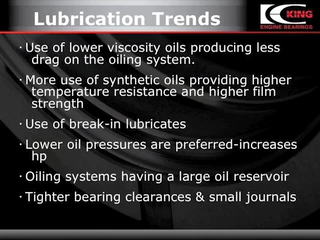 Lubrication Trends
KING
ENGINE BEARINGS
· Use of lower viscosity oils producing less
drag on the oiling system.
· More use of synthetic oils providing higher
temperature resistance and higher film
strength
· Use of break-in lubricates
· Lower oil pressures are preferred-increases
hp
· Oiling systems having a large oil reservoir
· Tighter bearing clearances & small journals